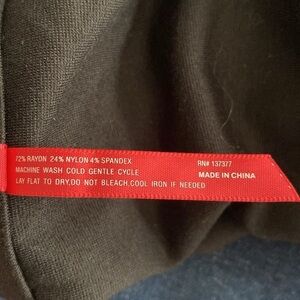 72% RAYON 24% NYLON 4% SPANDEX
MACHINE WASH COLD GENTLE CYCLE
LAY FLAT TO DRY,DO NOT BLEACH,COOL IRON IF NEEDED
RN# 137377
MADE IN CHINA